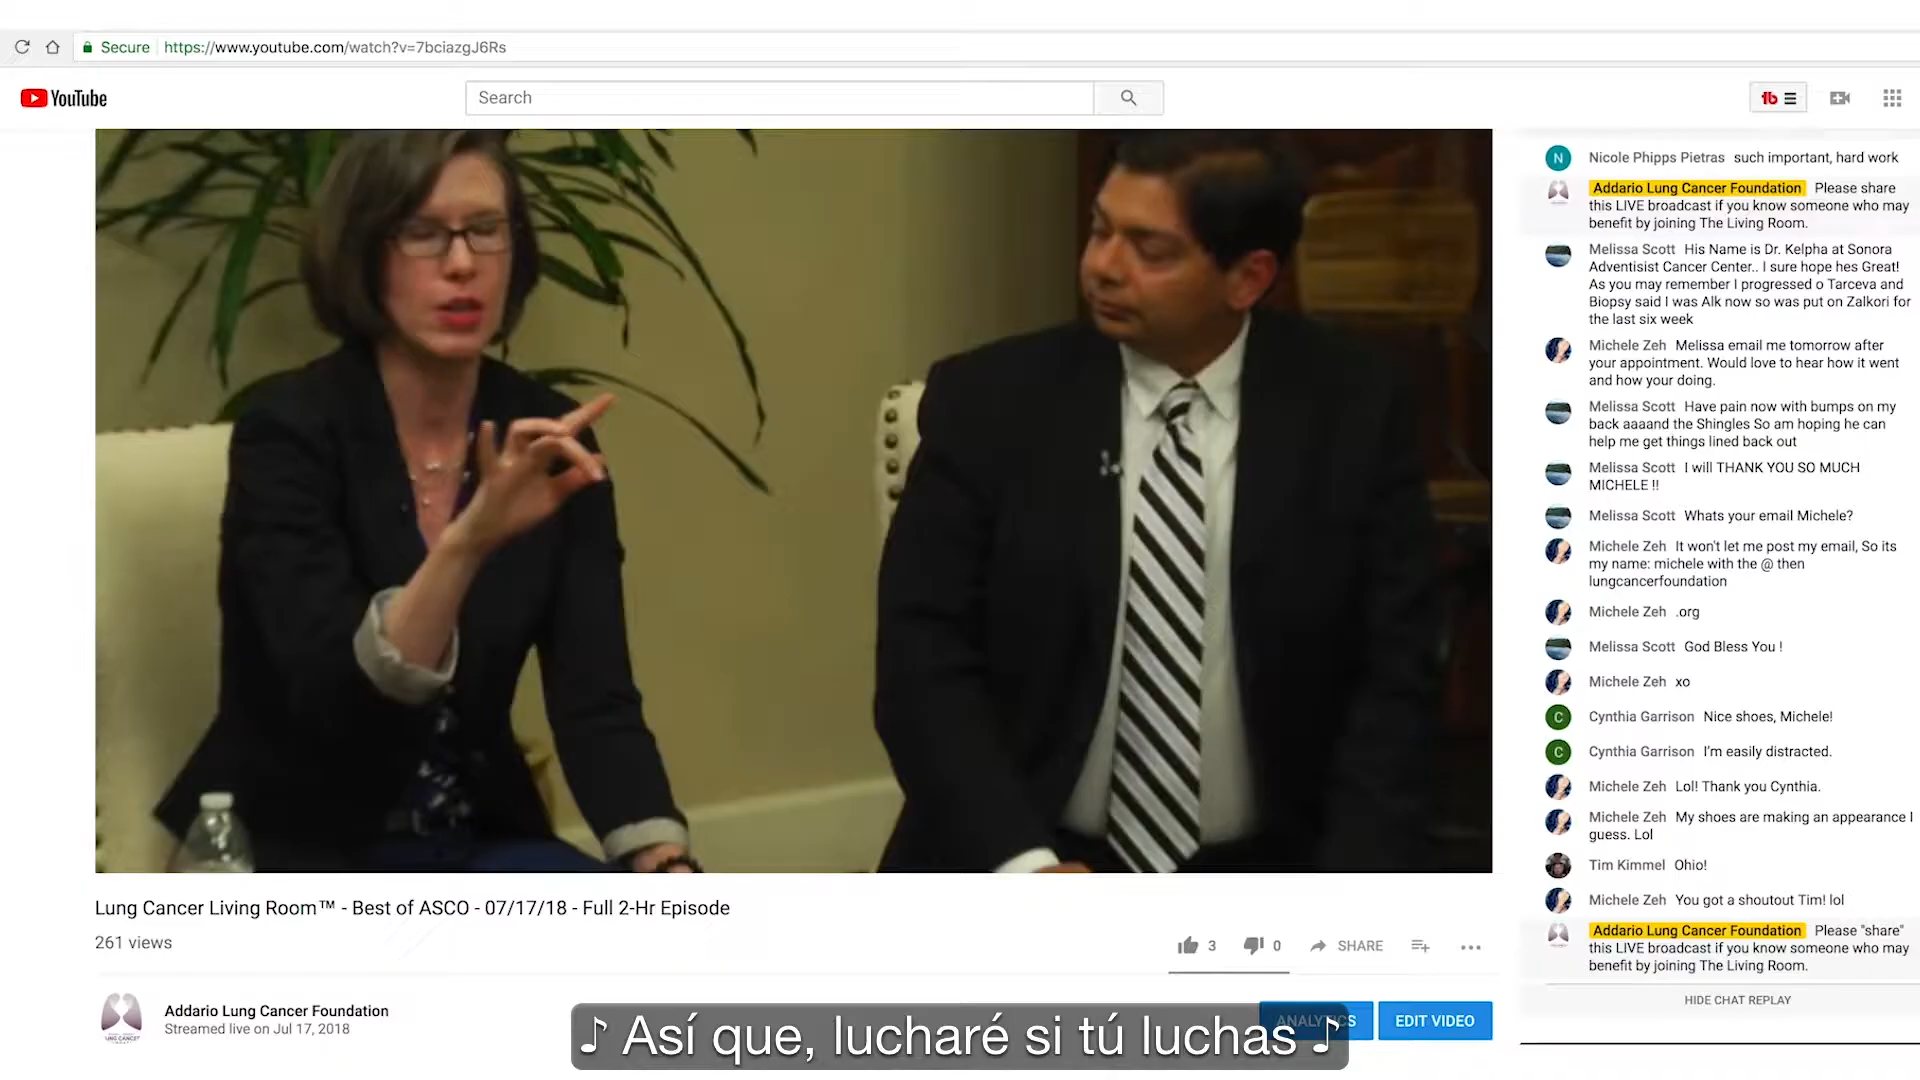 Secure https://www.youtube.com/watch?v=7bciazgJ6Rs
YouTube
Search
Nicole Phipps Pietras such important, hard work
Addario Lung Cancer Foundation Please share
this LIVE broadcast if you know someone who may
benefit by joining The Living Room.
Melissa Scott His Name is Dr. Kelpha at Sonora
Adventisist Cancer Center.. I sure hope hes Great!
As you may remember I progressed o Tarceva and
Biopsy said I was Alk now so was put on Zalkori for
the last six week
Michele Zeh Melissa email me tomorrow after
your appointment. Would love to hear how it went
and how your doing.
Melissa Scott Have pain now with bumps on my
back aaaand the Shingles So am hoping he can
help me get things lined back out
Melissa Scott I will THANK YOU SO MUCH
MICHELE !!
Melissa Scott Whats your email Michele?
Michele Zeh It won't let me post my email, So its
my name: michele with the @ then
lungcancerfoundation
Michele Zeh .org
Melissa Scott God Bless You !
Michele Zeh xo
Cynthia Garrison Nice shoes, Michele!
Cynthia Garrison I'm easily distracted.
Michele Zeh Lol! Thank you Cynthia.
Michele Zeh My shoes are making an appearance I
guess. Lol
Tim Kimmel Ohio!
Michele Zeh You got a shoutout Tim! lol
Addario Lung Cancer Foundation Please "share"
this LIVE broadcast if you know someone who may
benefit by joining The Living Room.
HIDE CHAT REPLAY
Lung Cancer Living Room™ - Best of ASCO - 07/17/18 - Full 2-Hr Episode
261 views
3 0 SHARE
Addario Lung Cancer Foundation
Streamed live on Jul 17, 2018
ANALYTICS EDIT VIDEO
♪ Así que, lucharé si tú luchas ♪